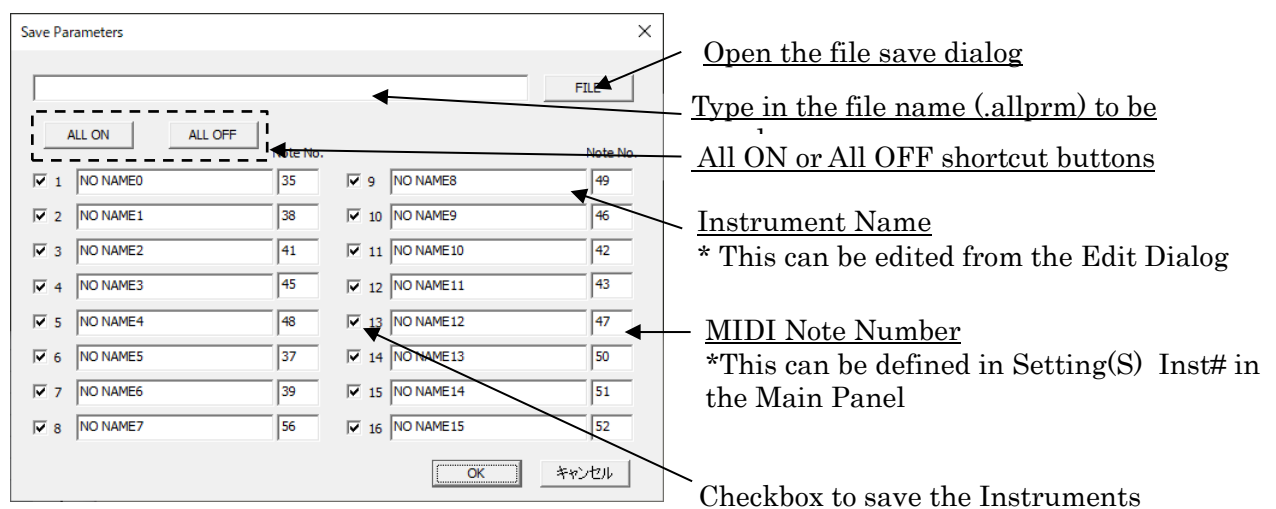 Save Parameters
FILE
ALL ON
ALL OFF
Note No.
Note No.
1 NO NAME0 35
2 NO NAME1 38
3 NO NAME2 41
4 NO NAME3 45
5 NO NAME4 48
6 NO NAME5 37
7 NO NAME6 39
8 NO NAME7 56
9 NO NAME8 49
10 NO NAME9 46
11 NO NAME10 42
12 NO NAME11 43
13 NO NAME12 47
14 NO NAME13 50
15 NO NAME14 51
16 NO NAME15 52
OK
キャンセル
Open the file save dialog
Type in the file name (.allprm) to be
All ON or All OFF shortcut buttons
Instrument Name
* This can be edited from the Edit Dialog
MIDI Note Number
*This can be defined in Setting(S) Inst# in
the Main Panel
Checkbox to save the Instruments